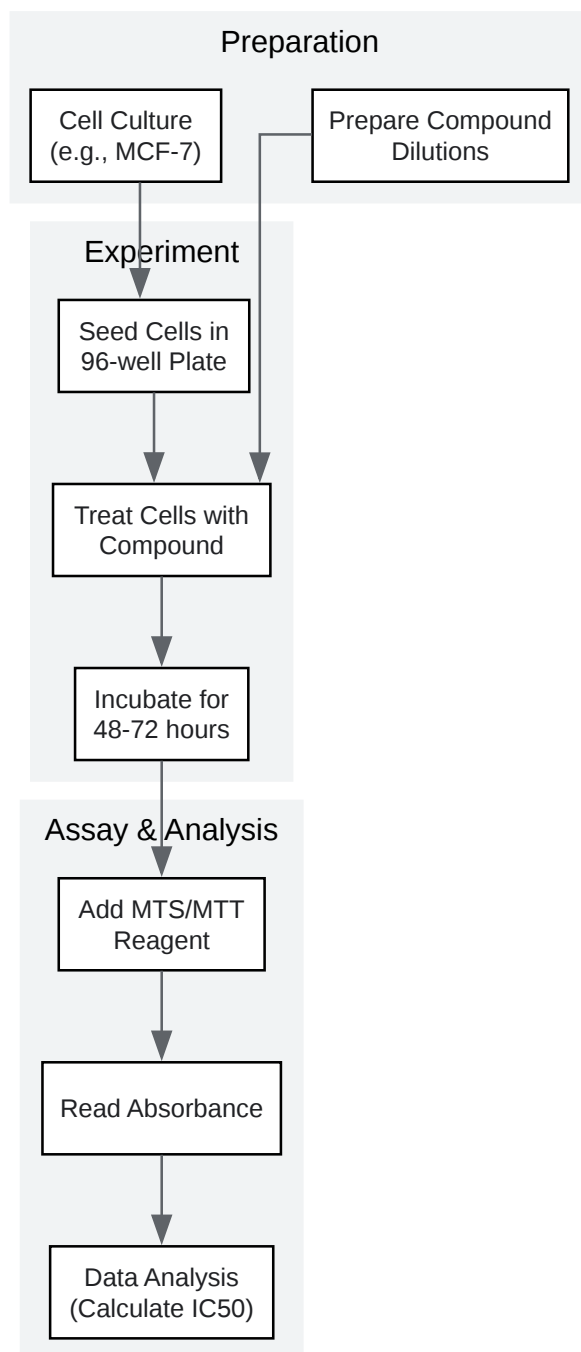 Preparation
Cell Culture
(e.g., MCF-7)
Prepare Compound
Dilutions
Experiment
Seed Cells in
96-well Plate
Treat Cells with
Compound
Incubate for
48-72 hours
Assay & Analysis
Add MTS/MTT
Reagent
Read Absorbance
Data Analysis
(Calculate IC50)